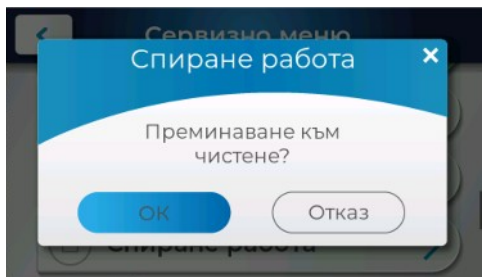 Сервизно меню
Спиране работа
Преминаване към
чистене?
ОК
Отказ
Спиране работа